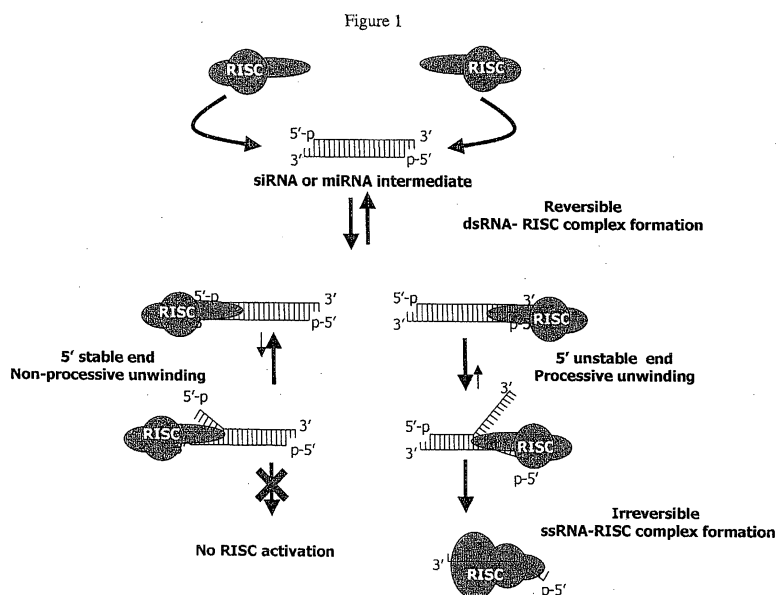 Figure 1
RISC
RISC
5'-p 3'
3' p-5'
siRNA or miRNA intermediate
Reversible
dsRNA- RISC complex formation
5'-p 3'
RISC
p-5'
5'-p 3'
3' p-5'
RISC
5' stable end
Non-processive unwinding
5' unstable end
Processive unwinding
5'-p
RISC
3'
p-5'
3'
5'-p
3'
RISC
p-5'
No RISC activation
Irreversible
ssRNA-RISC complex formation
3'
RISC
p-5'